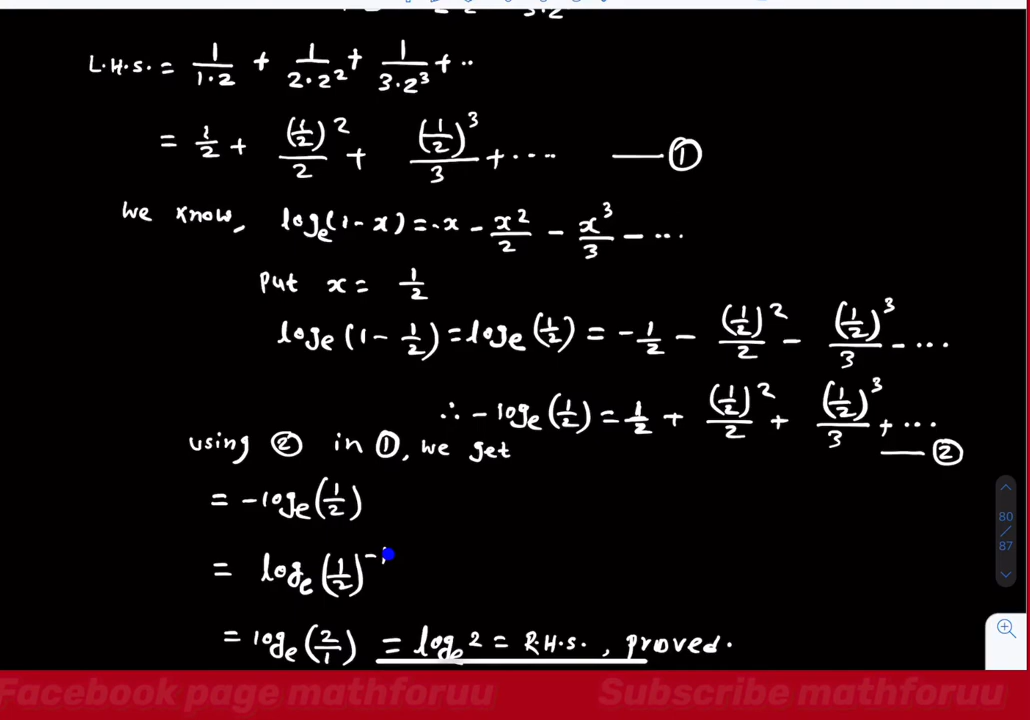 L.H.S. = 1/1·2 + 1/2·2² + 1/3·2³ + ··
= 1/2 + (1/2)²/2 + (1/2)³/3 + ···· —— ①
We know, logₑ(1-x) = -x - x²/2 - x³/3 - ···
Put x = 1/2
logₑ(1 - 1/2) = logₑ(1/2) = -1/2 - (1/2)²/2 - (1/2)³/3 - ···
∴ -logₑ(1/2) = 1/2 + (1/2)²/2 + (1/2)³/3 + ··· —— ②
using ② in ①, we get
= -logₑ(1/2)
= logₑ(1/2)⁻¹
= logₑ(2/1) = logₑ2 = R.H.S., proved.
80
/
87
Facebook page mathforuu Subscribe mathforuu